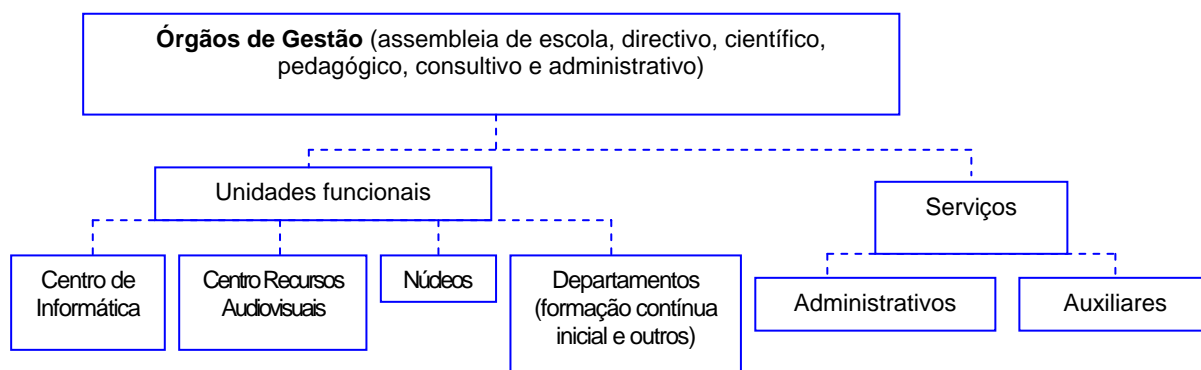 Órgãos de Gestão (assembleia de escola, directivo, científico,
pedagógico, consultivo e administrativo)
Unidades funcionais
Serviços
Centro de
Informática
Centro Recursos
Audiovisuais
Núdeos
Departamentos
(formação contínua
inicial e outros)
Administrativos
Auxiliares